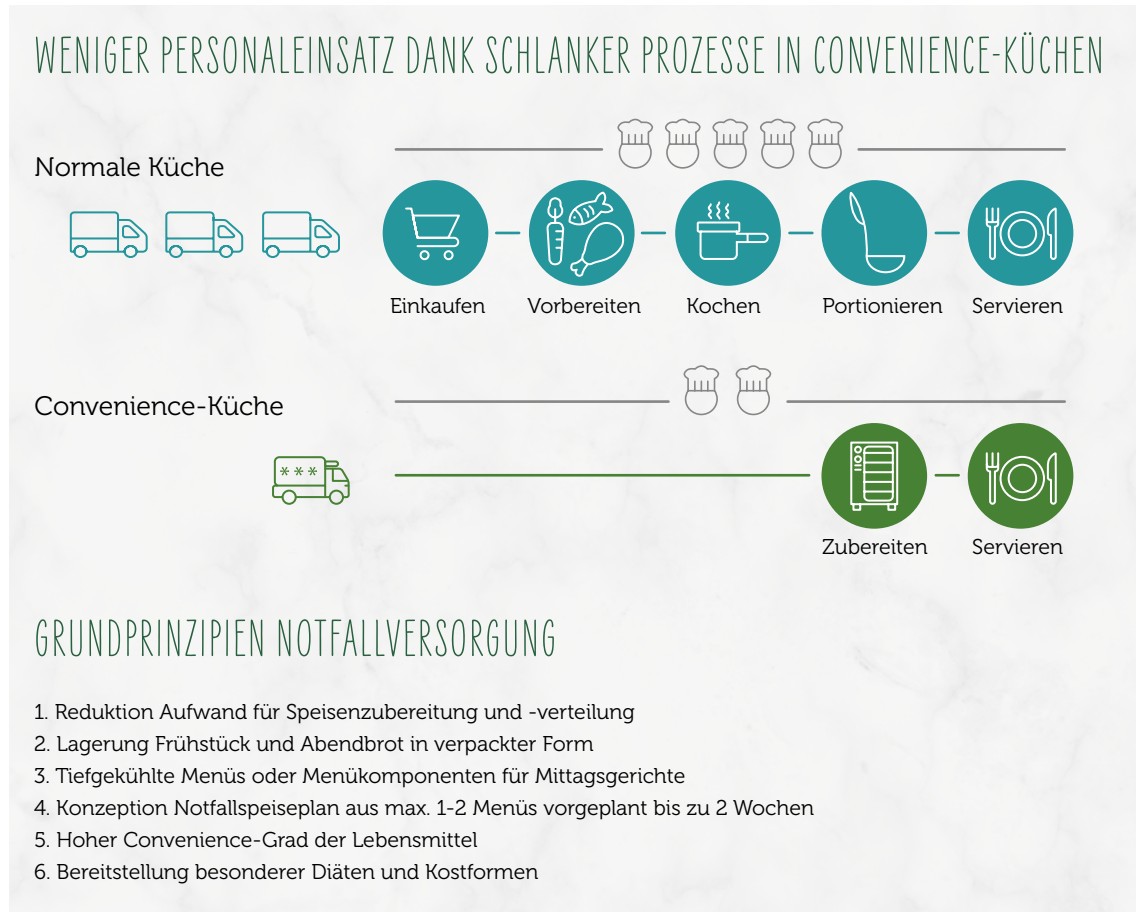 WENIGER PERSONALEINSATZ DANK SCHLANKER PROZESSE IN CONVENIENCE-KÜCHEN
Normale Küche
Einkaufen
Vorbereiten
Kochen
Portionieren
Servieren
Convenience-Küche
***
Zubereiten
Servieren
GRUNDPRINZIPIEN NOTFALLVERSORGUNG
1. Reduktion Aufwand für Speisenzubereitung und -verteilung
2. Lagerung Frühstück und Abendbrot in verpackter Form
3. Tiefgekühlte Menüs oder Menükomponenten für Mittagsgerichte
4. Konzeption Notfallspeiseplan aus max. 1-2 Menüs vorgeplant bis zu 2 Wochen
5. Hoher Convenience-Grad der Lebensmittel
6. Bereitstellung besonderer Diäten und Kostformen